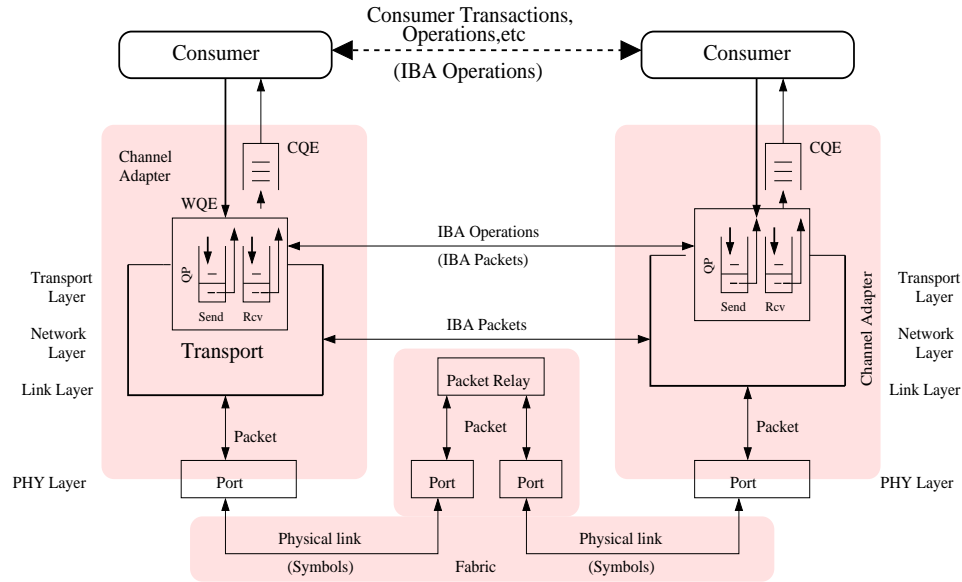 Consumer Transactions,
Operations,etc
(IBA Operations)
Consumer
Consumer
Channel
Adapter
CQE
CQE
WQE
IBA Operations
(IBA Packets)
QP
Send
Rcv
QP
Send
Rcv
Transport
Layer
Transport
Layer
Channel Adapter
Network
Layer
Transport
IBA Packets
Network
Layer
Link Layer
Packet Relay
Link Layer
Packet
Packet
Packet
PHY Layer
Port
Port
Port
Port
PHY Layer
Physical link
(Symbols)
Fabric
Physical link
(Symbols)